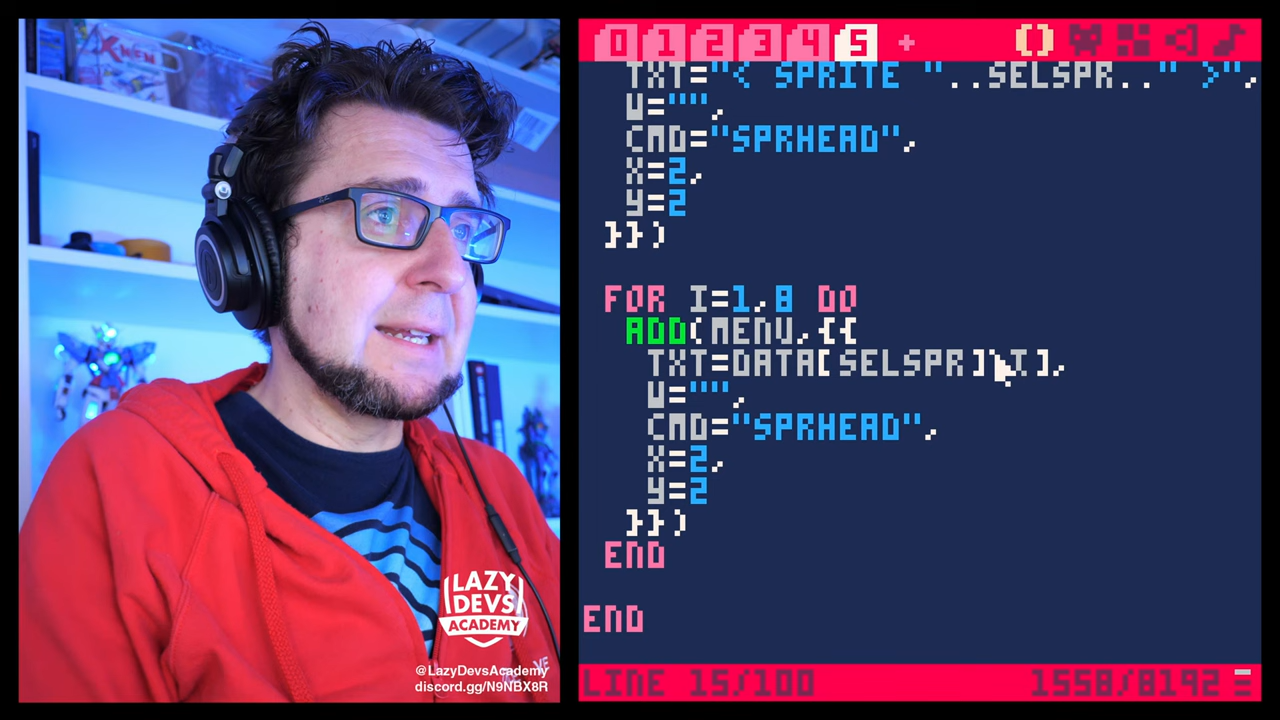 0 1 2 3 4 5 +
()
TXT="< SPRITE "..SELSPR.." >",
W="",
CMD="SPRHEAD",
X=2,
Y=2
}})
FOR I=1,8 DO
ADD(MENU,{{
TXT=DATA[SELSPR][I],
W="",
CMD="SPRHEAD",
X=2,
Y=2
}})
END
END
LINE 15/100
1558/8192
X-MEN
LAZY
DEVS
ACADEMY
@LazyDevsAcademy
discord.gg/N9NBX8R